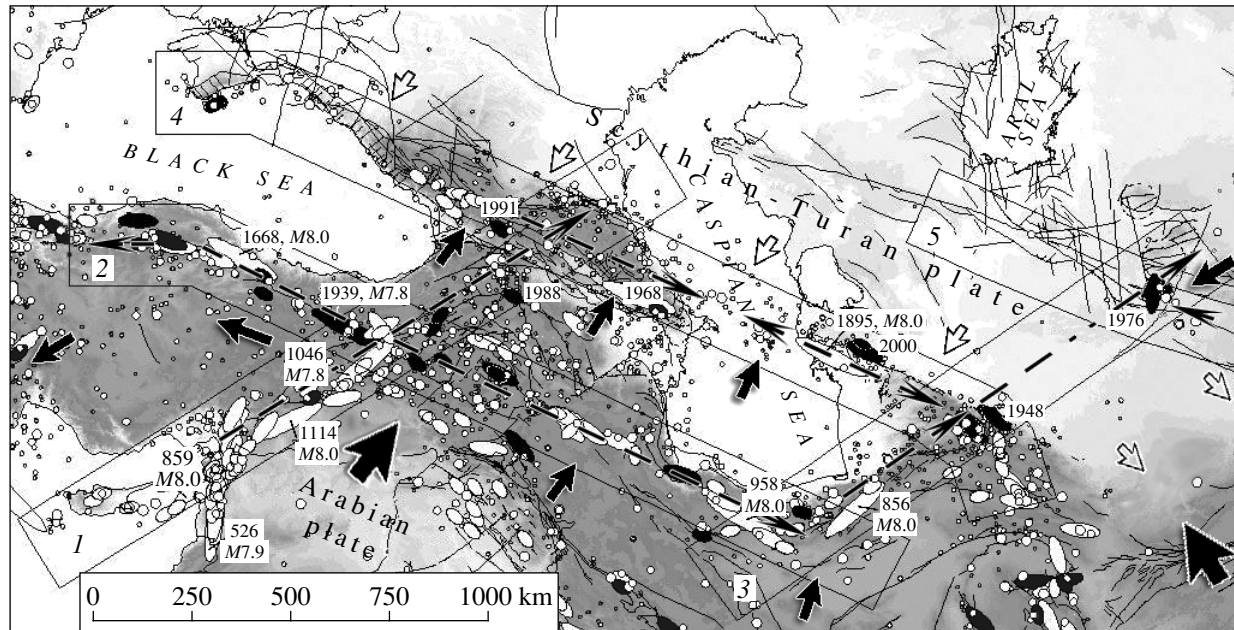 4
BLACK SEA
Scythian-Turan plate
CASPIAN SEA
ARAL
SEA
5
1991
2
1668, M8.0
1939, M7.8
1988
1968
1895, M8.0
2000
1976
1046
M7.8
1948
859
M8.0
1114
M8.0
958
M8.0
856
M8.0
Arabian
plate
526
M7.9
1
3
0 250 500 750 1000 km